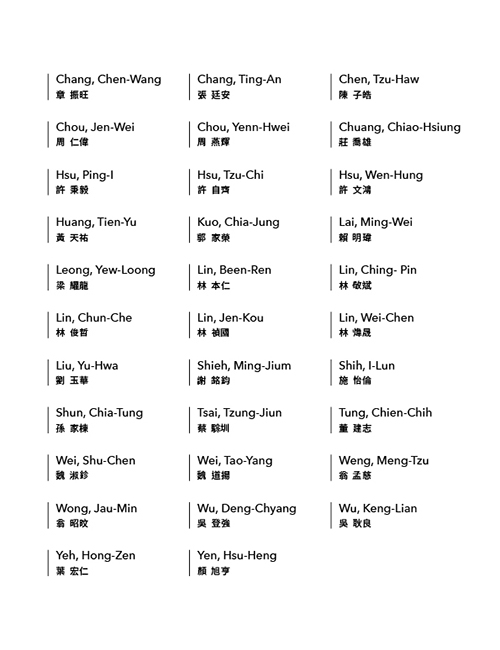 Chang, Chen-Wang
章 振旺
Chang, Ting-An
張 廷安
Chen, Tzu-Haw
陳 子皓
Chou, Jen-Wei
周 仁偉
Chou, Yenn-Hwei
周 燕輝
Chuang, Chiao-Hsiung
莊 喬雄
Hsu, Ping-I
許 秉毅
Hsu, Tzu-Chi
許 自齊
Hsu, Wen-Hung
許 文鴻
Huang, Tien-Yu
黃 天祐
Kuo, Chia-Jung
郭 家榮
Lai, Ming-Wei
賴 明瑋
Leong, Yew-Loong
梁 耀龍
Lin, Been-Ren
林 本仁
Lin, Ching- Pin
林 敬斌
Lin, Chun-Che
林 俊哲
Lin, Jen-Kou
林 禎國
Lin, Wei-Chen
林 煒晟
Liu, Yu-Hwa
劉 玉華
Shieh, Ming-Jium
謝 銘鈞
Shih, I-Lun
施 怡倫
Shun, Chia-Tung
孫 家棟
Tsai, Tzung-Jiun
蔡 騌圳
Tung, Chien-Chih
董 建志
Wei, Shu-Chen
魏 淑鉁
Wei, Tao-Yang
魏 道揚
Weng, Meng-Tzu
翁 孟慈
Wong, Jau-Min
翁 昭旼
Wu, Deng-Chyang
吳 登強
Wu, Keng-Lian
吳 耿良
Yeh, Hong-Zen
葉 宏仁
Yen, Hsu-Heng
顏 旭亨